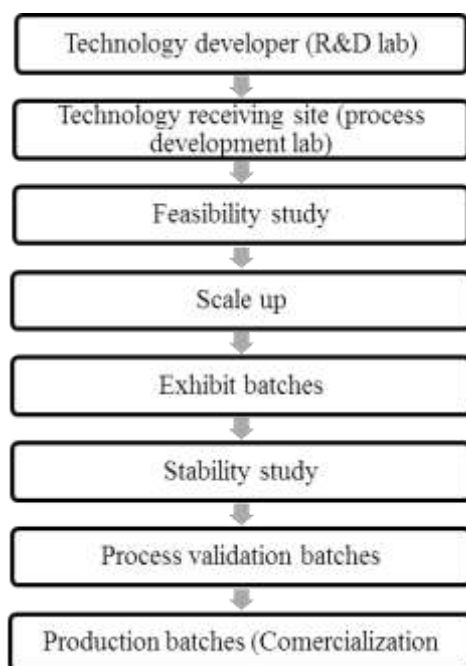 Technology developer (R&D lab)
Technology receiving site (process
development lab)
Feasibility study
Scale up
Exhibit batches
Stability study
Process validation batches
Production batches (Comercialization